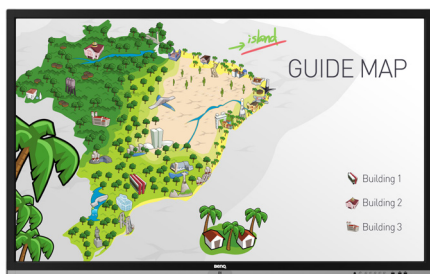 island
GUIDE MAP
Building 1
Building 2
Building 3
BenQ